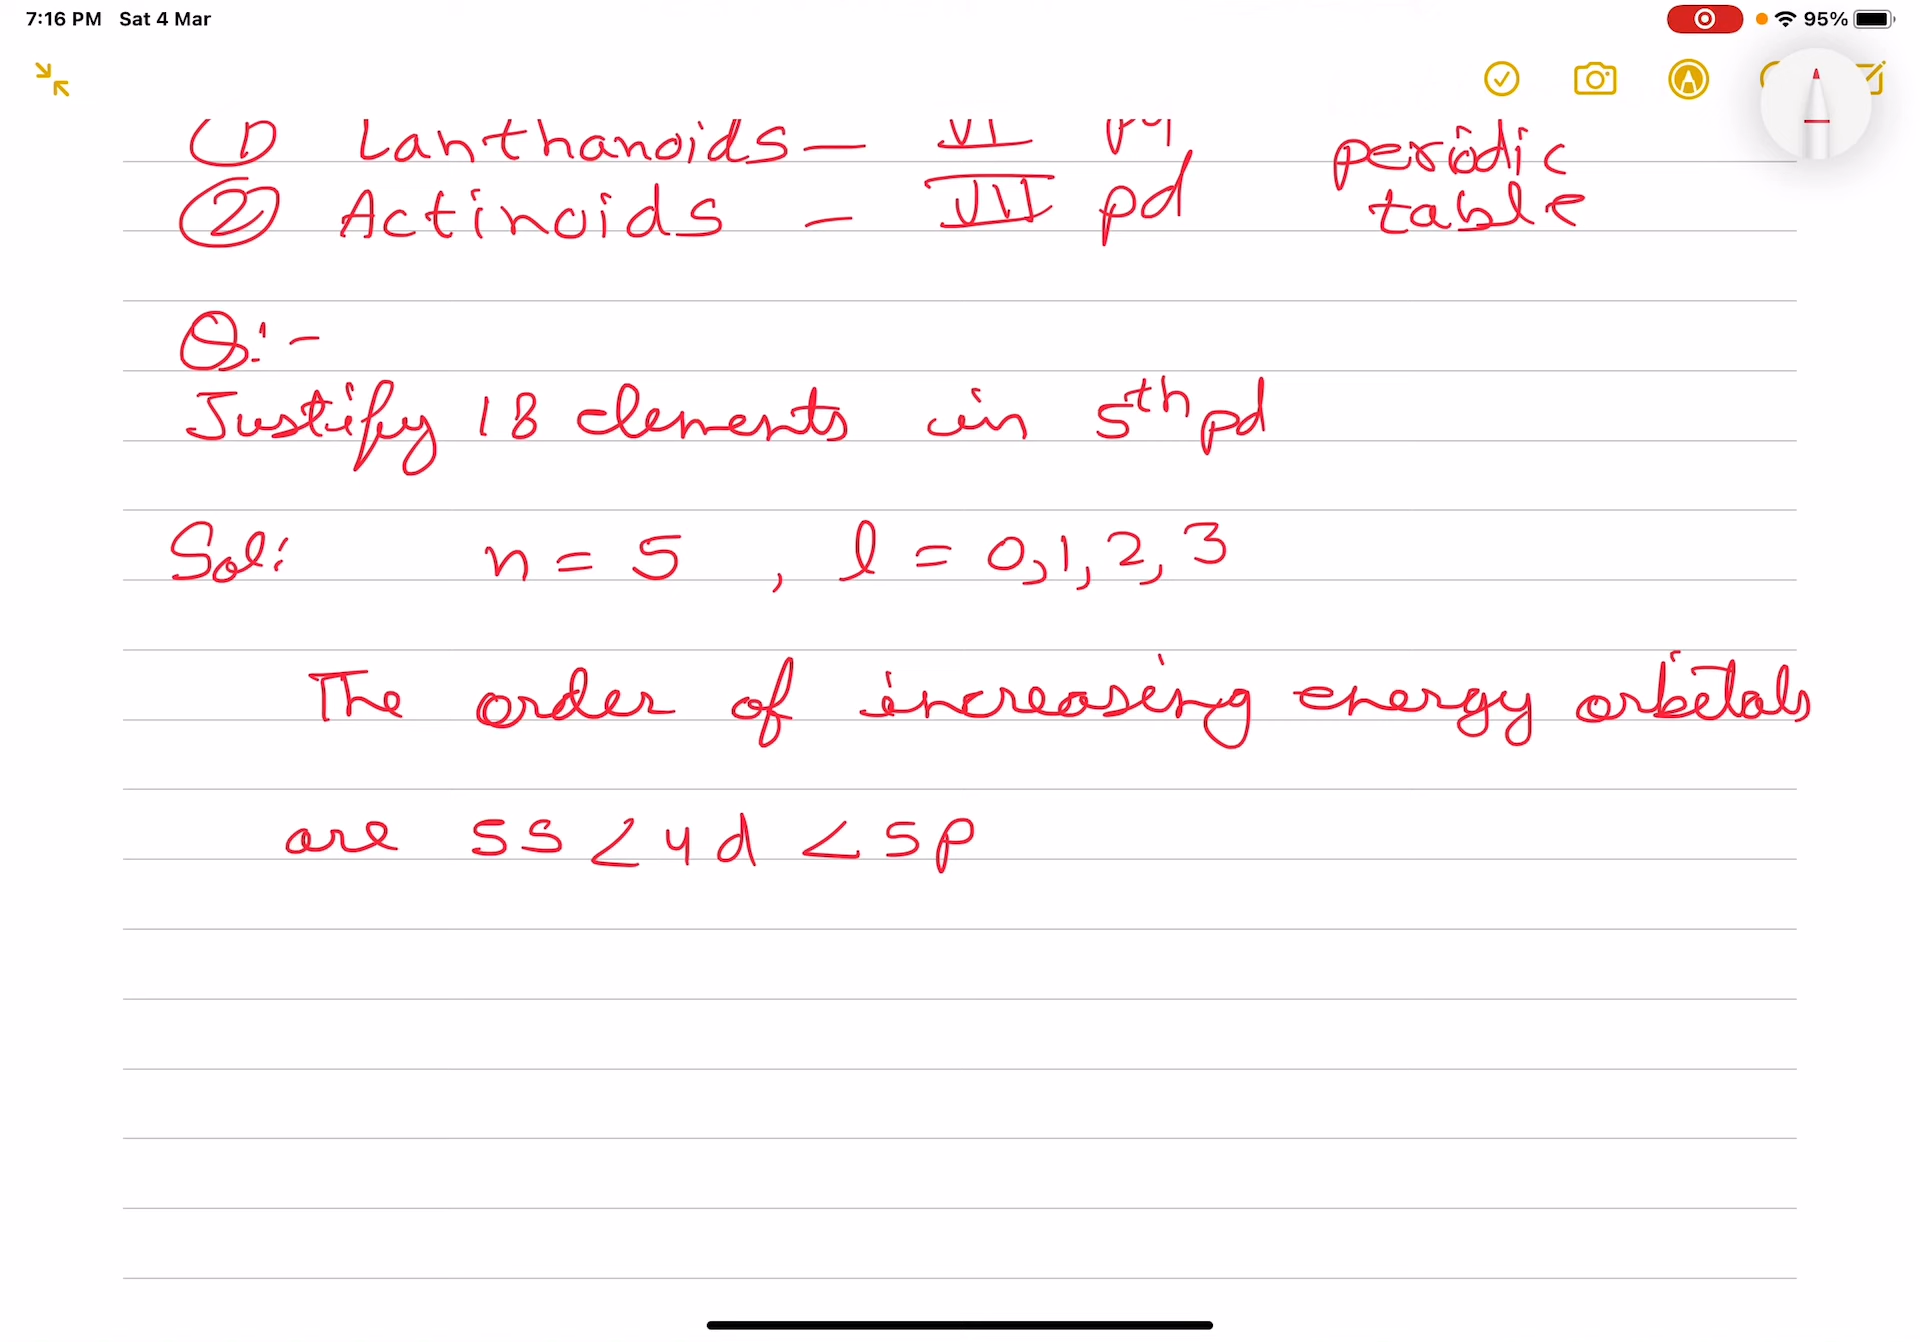 7:16 PM Sat 4 Mar
95%
(1) Lanthanoids — VI pd periodic
(2) Actinoids – VII pd table
Q:-
Justify 18 elements in 5th pd
Sol: n = 5 , l = 0,1,2,3
The order of increasing energy orbitals
are 5s < 4d < 5p